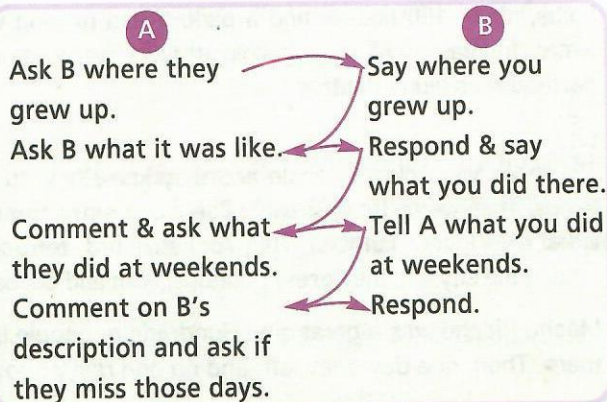 A
B
Ask B where they
grew up.
Say where you
grew up.
Ask B what it was like.
Respond & say
what you did there.
Comment & ask what
they did at weekends.
Tell A what you did
at weekends.
Comment on B's
description and ask if
they miss those days.
Respond.